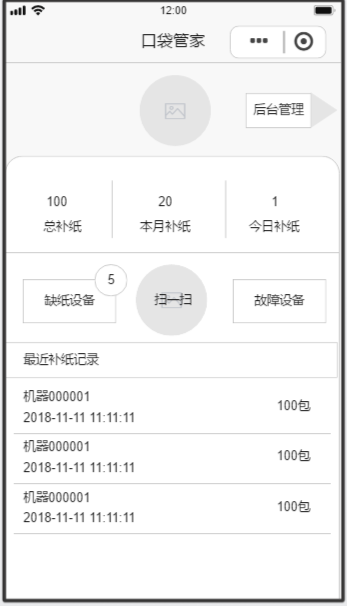 12:00
口袋管家
后台管理
100 20 1
总补纸 本月补纸 今日补纸
5
缺纸设备 扫一扫 故障设备
最近补纸记录
机器000001
100包
2018-11-11 11:11:11
机器000001
100包
2018-11-11 11:11:11
机器000001
100包
2018-11-11 11:11:11